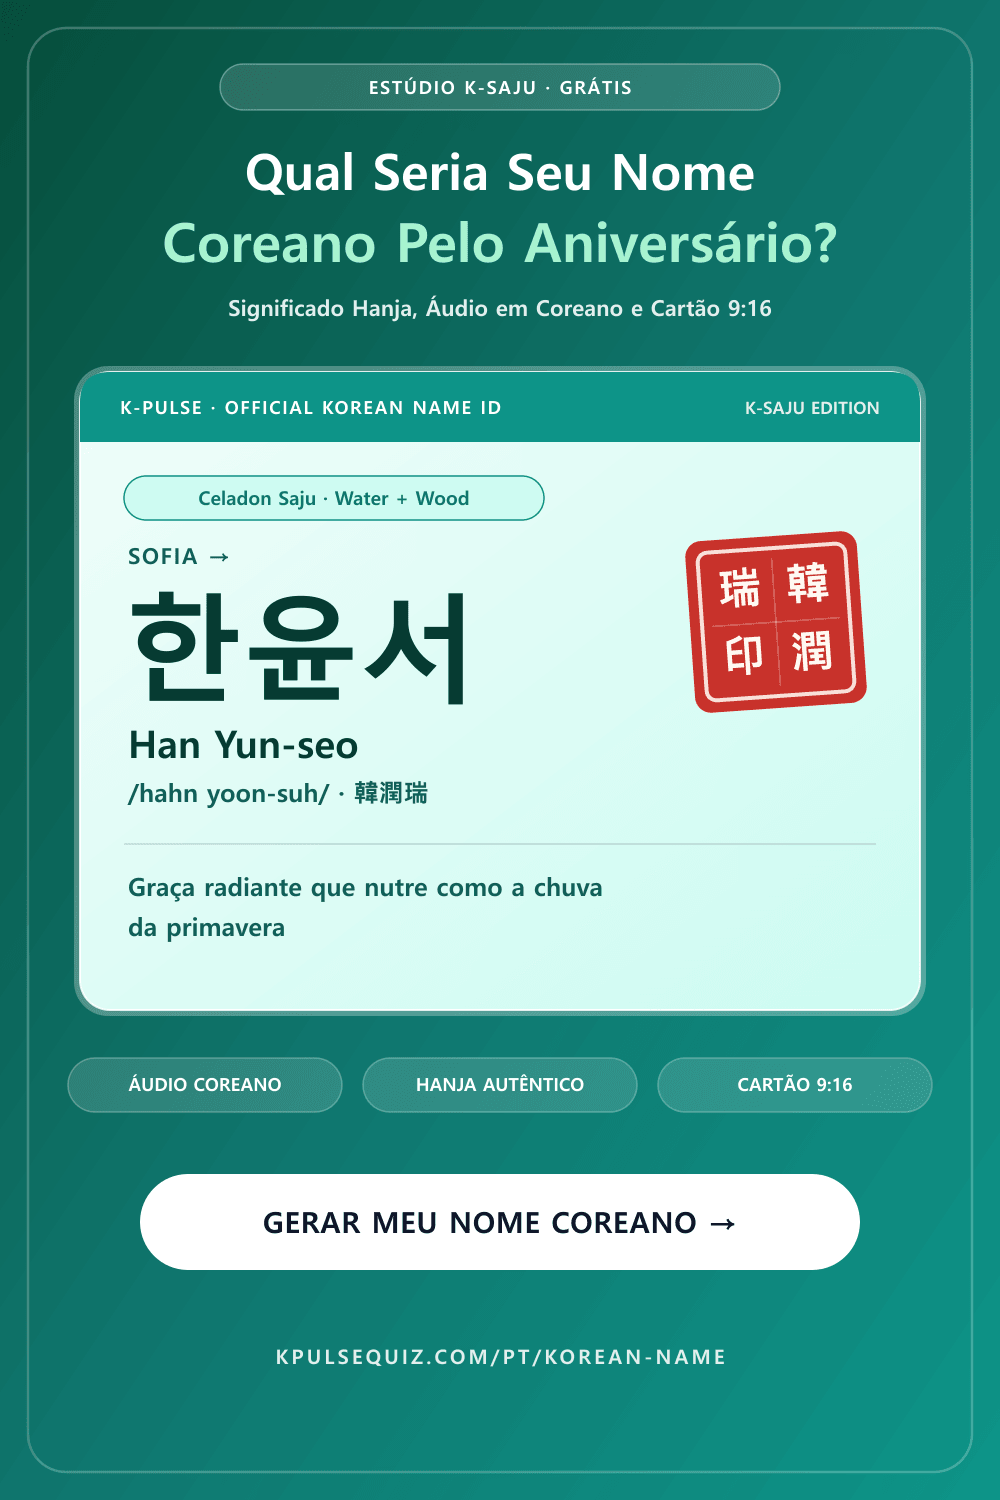 ESTÚDIO K-SAJU · GRÁTIS
Qual Seria Seu Nome
Coreano Pelo Aniversário?
Significado Hanja, Áudio em Coreano e Cartão 9:16
K-PULSE · OFFICIAL KOREAN NAME ID
K-SAJU EDITION
Celadon Saju · Water + Wood
SOFIA →
한윤서
瑞 韓
印 潤
Han Yun-seo
/hahn yoon-suh/ · 韓潤瑞
Graça radiante que nutre como a chuva
da primavera
ÁUDIO COREANO
HANJA AUTÊNTICO
CARTÃO 9:16
GERAR MEU NOME COREANO →
KPULSEQUIZ.COM/PT/KOREAN-NAME